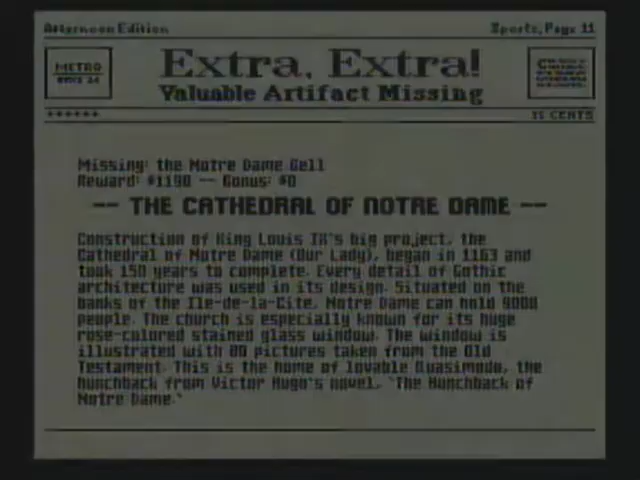 Afternoon Edition
Sports, Page 11
METRO
Extra, Extra!
Valuable Artifact Missing
******
35 CENTS
Missing: the Notre Dame Bell
Reward: $1190 -- Bonus: $0
-- THE CATHEDRAL OF NOTRE DAME --
Construction of King Louis IX's big project, the
Cathedral of Notre Dame (Our Lady), began in 1163 and
took 150 years to complete. Every detail of Gothic
architecture was used in its design. Situated on the
banks of the Ile-de-la-Cite, Notre Dame can hold 9000
people. The church is especially known for its huge
rose-colored stained glass window. The window is
illustrated with 80 pictures taken from the Old
Testament. This is the home of lovable Quasimodo, the
hunchback from Victor Hugo's novel, "The Hunchback of
Notre Dame."